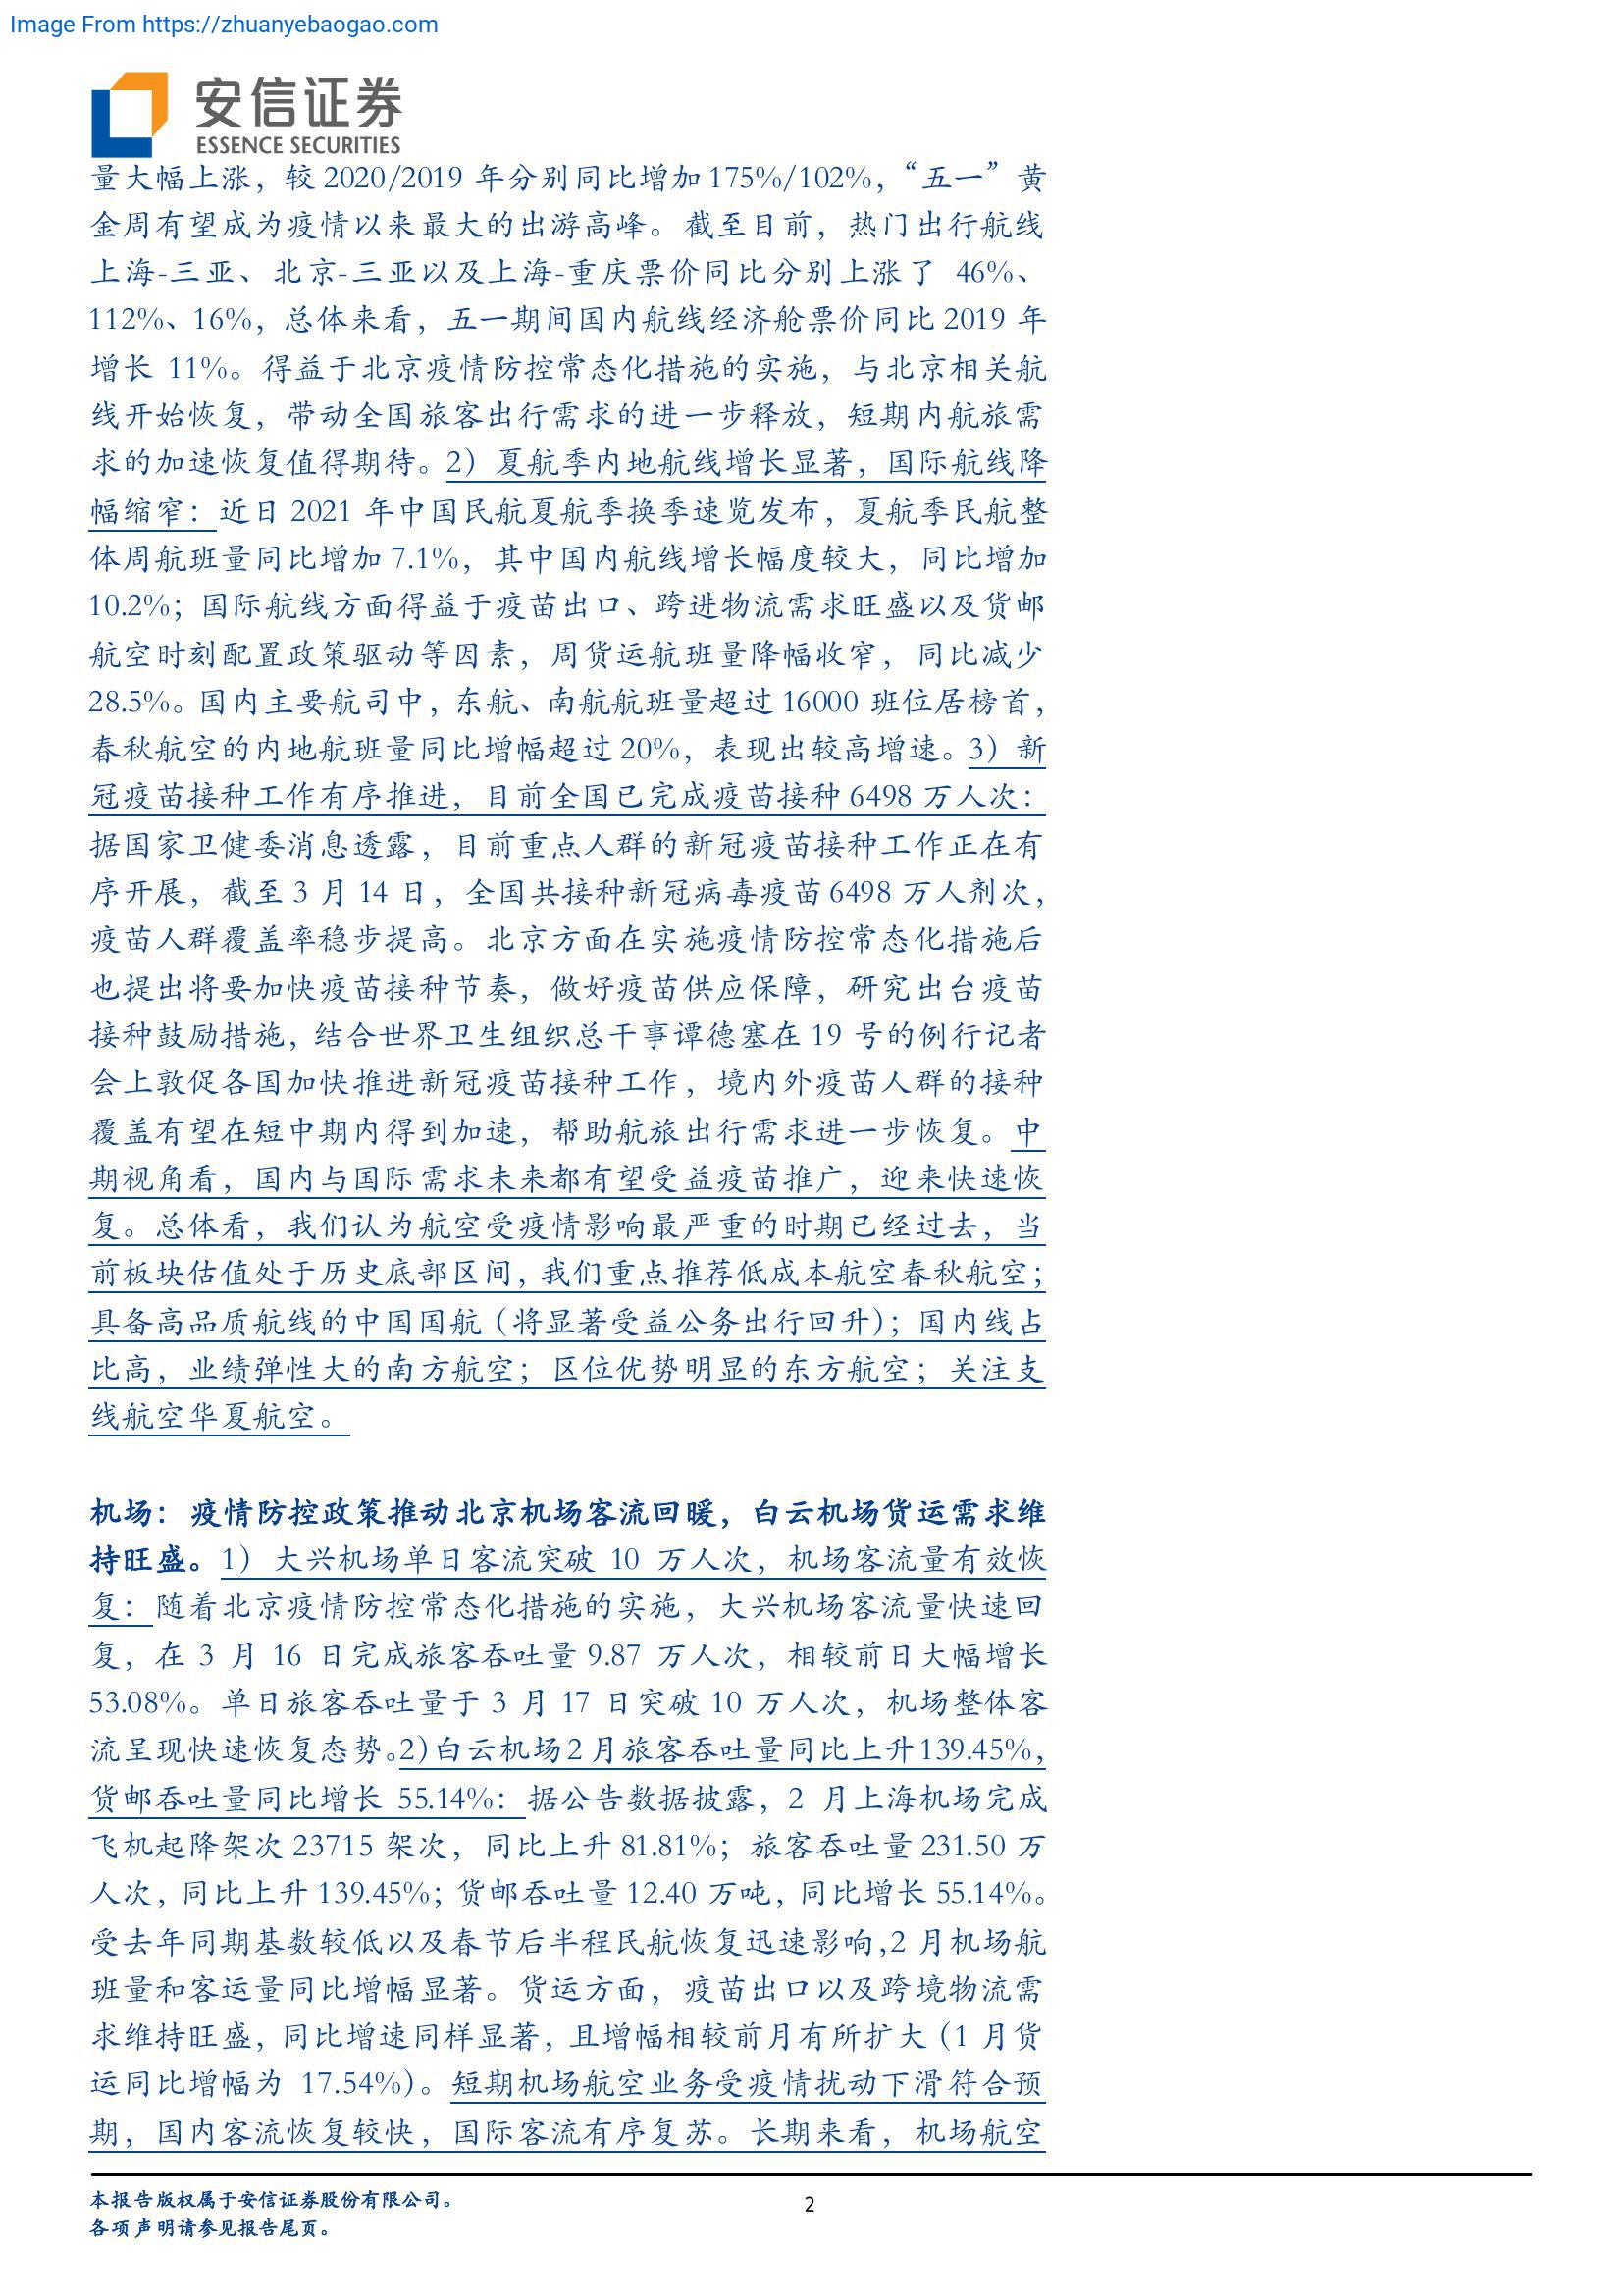 Image From https://zhuanyebaogao.com
安信证券
ESSENCE SECURITIES
量大幅上涨，较 2020/2019 年分别同比增加 175%/102%，“五一”黄
金周有望成为疫情以来最大的出游高峰。截至目前，热门出行航线
上海-三亚、北京-三亚以及上海-重庆票价同比分别上涨了 46%、
112%、16%，总体来看，五一期间国内航线经济舱票价同比 2019 年
增长 11%。得益于北京疫情防控常态化措施的实施，与北京相关航
线开始恢复，带动全国旅客出行需求的进一步释放，短期内航旅需
求的加速恢复值得期待。2）夏航季内地航线增长显著，国际航线降
幅缩窄：近日 2021 年中国民航夏航季换季速览发布，夏航季民航整
体周航班量同比增加 7.1%，其中国内航线增长幅度较大，同比增加
10.2%；国际航线方面得益于疫苗出口、跨进物流需求旺盛以及货邮
航空时刻配置政策驱动等因素，周货运航班量降幅收窄，同比减少
28.5%。国内主要航司中，东航、南航航班量超过 16000 班位居榜首，
春秋航空的内地航班量同比增幅超过 20%，表现出较高增速。3）新
冠疫苗接种工作有序推进，目前全国已完成疫苗接种 6498 万人次：
据国家卫健委消息透露，目前重点人群的新冠疫苗接种工作正在有
序开展，截至 3 月 14 日，全国共接种新冠病毒疫苗 6498 万人剂次，
疫苗人群覆盖率稳步提高。北京方面在实施疫情防控常态化措施后
也提出将要加快疫苗接种节奏，做好疫苗供应保障，研究出台疫苗
接种鼓励措施，结合世界卫生组织总干事谭德塞在 19 号的例行记者
会上敦促各国加快推进新冠疫苗接种工作，境内外疫苗人群的接种
覆盖有望在短中期内得到加速，帮助航旅出行需求进一步恢复。中
期视角看，国内与国际需求未来都有望受益疫苗推广，迎来快速恢
复。总体看，我们认为航空受疫情影响最严重的时期已经过去，当
前板块估值处于历史底部区间，我们重点推荐低成本航空春秋航空；
具备高品质航线的中国国航（将显著受益公务出行回升）；国内线占
比高，业绩弹性大的南方航空；区位优势明显的东方航空；关注支
线航空华夏航空。
机场：疫情防控政策推动北京机场客流回暖，白云机场货运需求维
持旺盛。1）大兴机场单日客流突破 10 万人次，机场客流量有效恢
复：随着北京疫情防控常态化措施的实施，大兴机场客流量快速回
复，在 3 月 16 日完成旅客吞吐量 9.87 万人次，相较前日大幅增长
53.08%。单日旅客吞吐量于 3 月 17 日突破 10 万人次，机场整体客
流呈现快速恢复态势。2)白云机场 2 月旅客吞吐量同比上升 139.45%，
货邮吞吐量同比增长 55.14%：据公告数据披露，2 月上海机场完成
飞机起降架次 23715 架次，同比上升 81.81%；旅客吞吐量 231.50 万
人次，同比上升 139.45%；货邮吞吐量 12.40 万吨，同比增长 55.14%。
受去年同期基数较低以及春节后半程民航恢复迅速影响,2 月机场航
班量和客运量同比增幅显著。货运方面，疫苗出口以及跨境物流需
求维持旺盛，同比增速同样显著，且增幅相较前月有所扩大（1 月货
运同比增幅为 17.54%）。短期机场航空业务受疫情扰动下滑符合预
期，国内客流恢复较快，国际客流有序复苏。长期来看，机场航空
本报告版权属于安信证券股份有限公司。
2
各项声明请参见报告尾页。